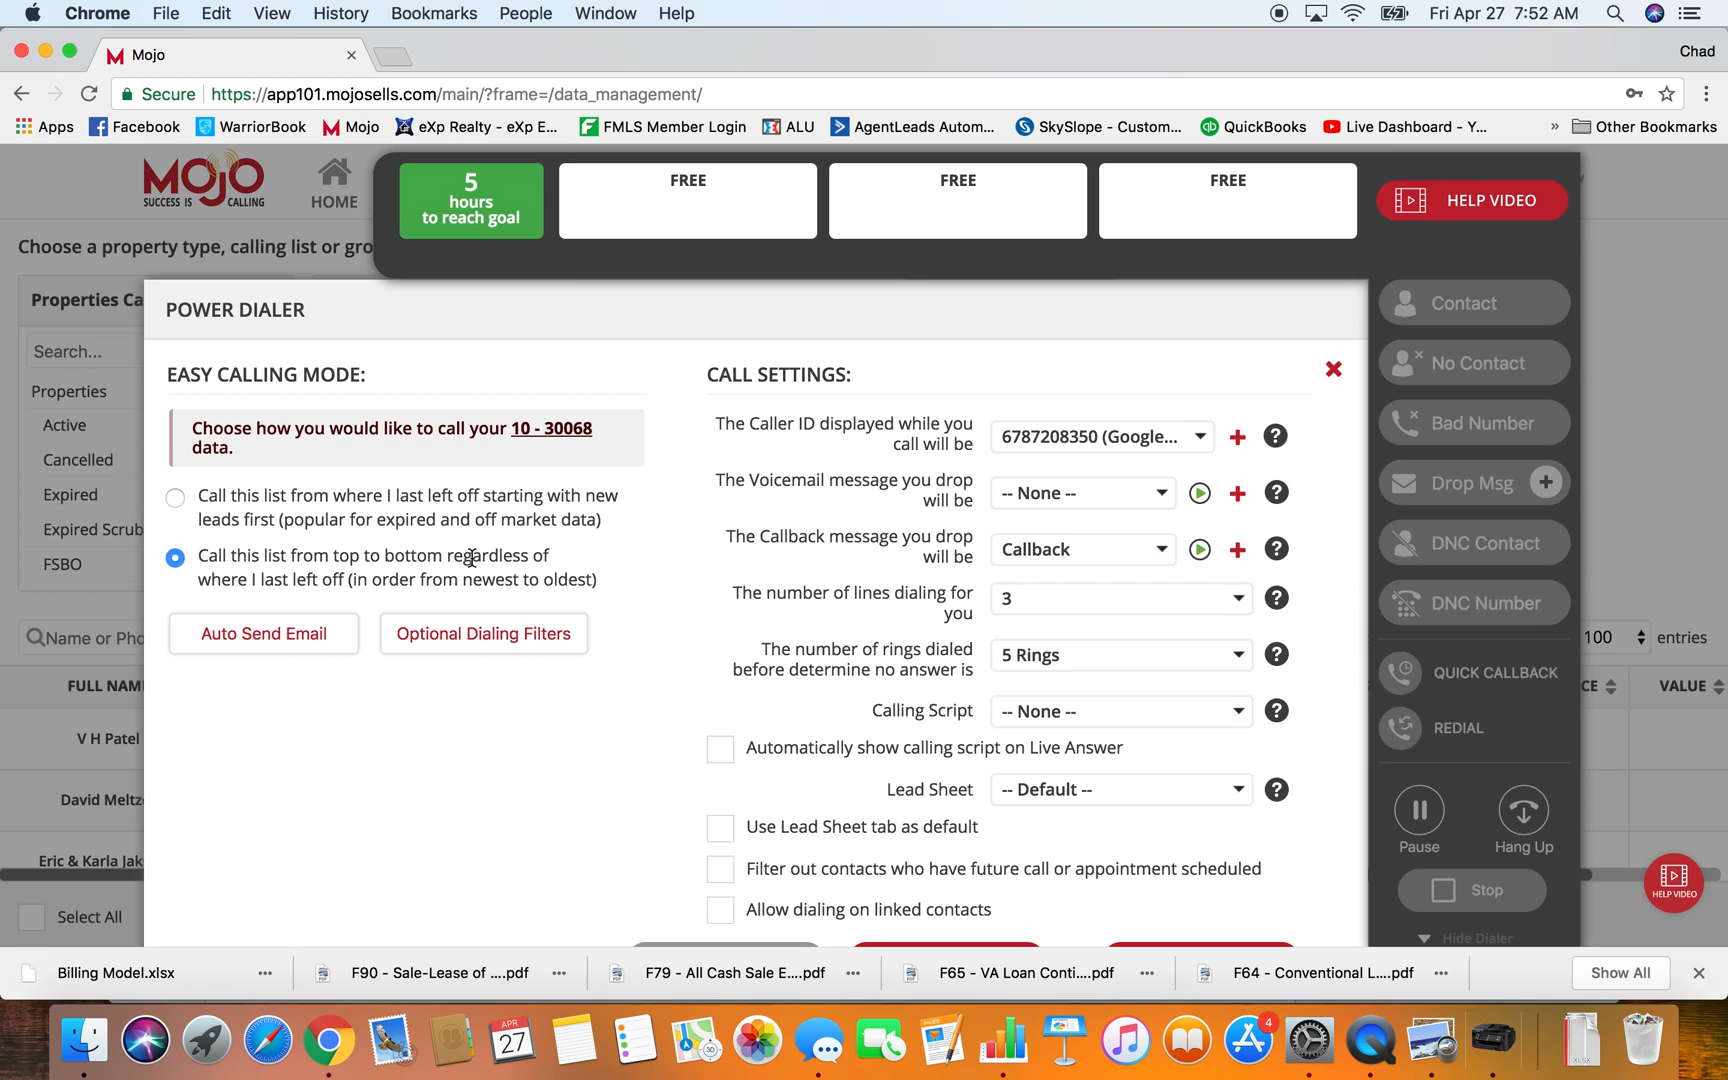 Chrome File Edit View History Bookmarks People Window Help Fri Apr 27 7:52 AM
Mojo Chad
Secure https://app101.mojosells.com/main/?frame=/data_management/
Apps Facebook WarriorBook Mojo eXp Realty - eXp E... FMLS Member Login ALU AgentLeads Autom... SkySlope - Custom... QuickBooks Live Dashboard - Y... » Other Bookmarks
MOJO
SUCCESS IS CALLING
HOME
5
hours
to reach goal
FREE FREE FREE
HELP VIDEO
Choose a property type, calling list or gro
Properties Ca
Search...
Properties
Active
Cancelled
Expired
Expired Scrub
FSBO
Name or Pho
FULL NAM
V H Patel
David Meltz
Eric & Karla Jak
Select All
POWER DIALER
EASY CALLING MODE:
Choose how you would like to call your 10 - 30068
data.
Call this list from where I last left off starting with new
leads first (popular for expired and off market data)
Call this list from top to bottom regardless of
where I last left off (in order from newest to oldest)
Auto Send Email Optional Dialing Filters
CALL SETTINGS:
The Caller ID displayed while you
call will be
6787208350 (Google...
The Voicemail message you drop
will be
-- None --
The Callback message you drop
will be
Callback
The number of lines dialing for
you
3
The number of rings dialed
before determine no answer is
5 Rings
Calling Script -- None --
Automatically show calling script on Live Answer
Lead Sheet -- Default --
Use Lead Sheet tab as default
Filter out contacts who have future call or appointment scheduled
Allow dialing on linked contacts
Contact
No Contact
Bad Number
Drop Msg
DNC Contact
DNC Number
QUICK CALLBACK
REDIAL
Pause Hang Up
Stop
Hide Dialer
100 entries
CE VALUE
HELP VIDEO
Billing Model.xlsx F90 - Sale-Lease of ....pdf F79 - All Cash Sale E....pdf F65 - VA Loan Conti....pdf F64 - Conventional L....pdf Show All
APR
27
3D
PAGES
4
XLSX